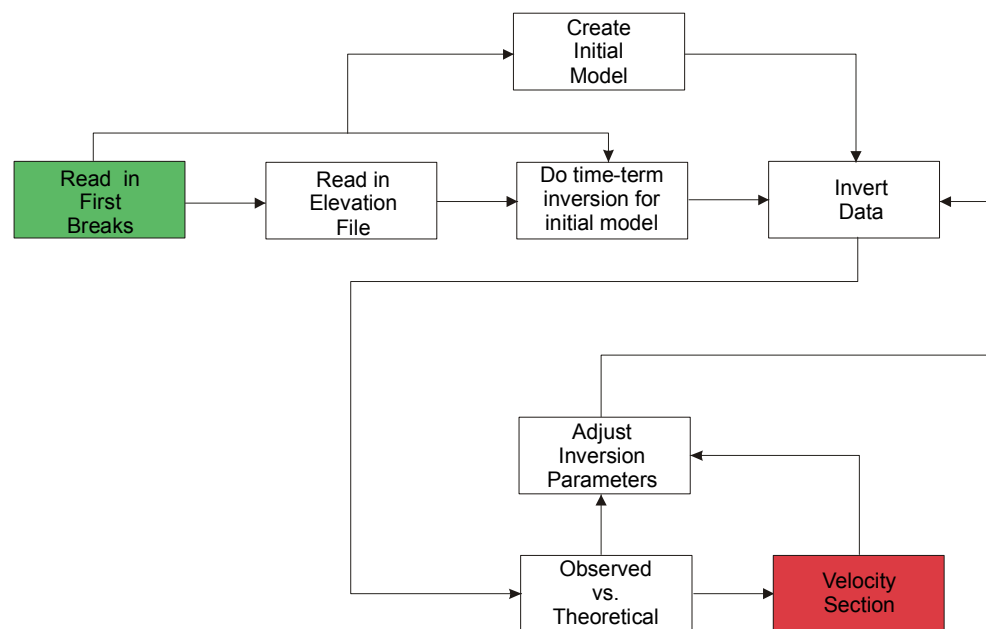 Create
Initial
Model
Read in
First
Breaks
Read in
Elevation
File
Do time-term
inversion for
initial model
Invert
Data
Adjust
Inversion
Parameters
Observed
vs.
Theoretical
Velocity
Section